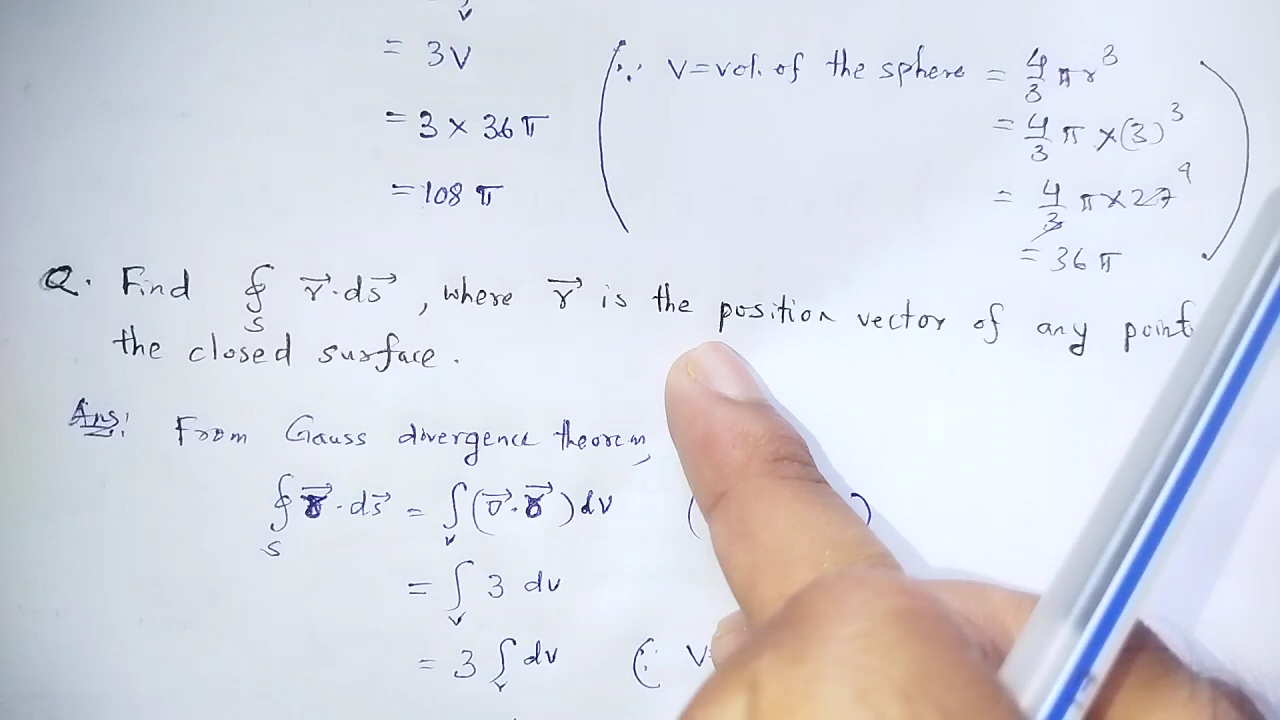 = 3V
= 3 × 36π
= 108 π
(∵ V = vol. of the sphere = 4/3 πr³
= 4/3 π × (3)³
= 4/3 π × 27 9
= 36π )
Q. Find ∮S r⃗·ds⃗, where r⃗ is the position vector of any point
the closed surface.
Ans: From Gauss divergence theorem,
∮S r⃗·ds⃗ = ∫v (∇⃗·r⃗) dv ( )
= ∫v 3 dv
= 3 ∫v dv (∵ V